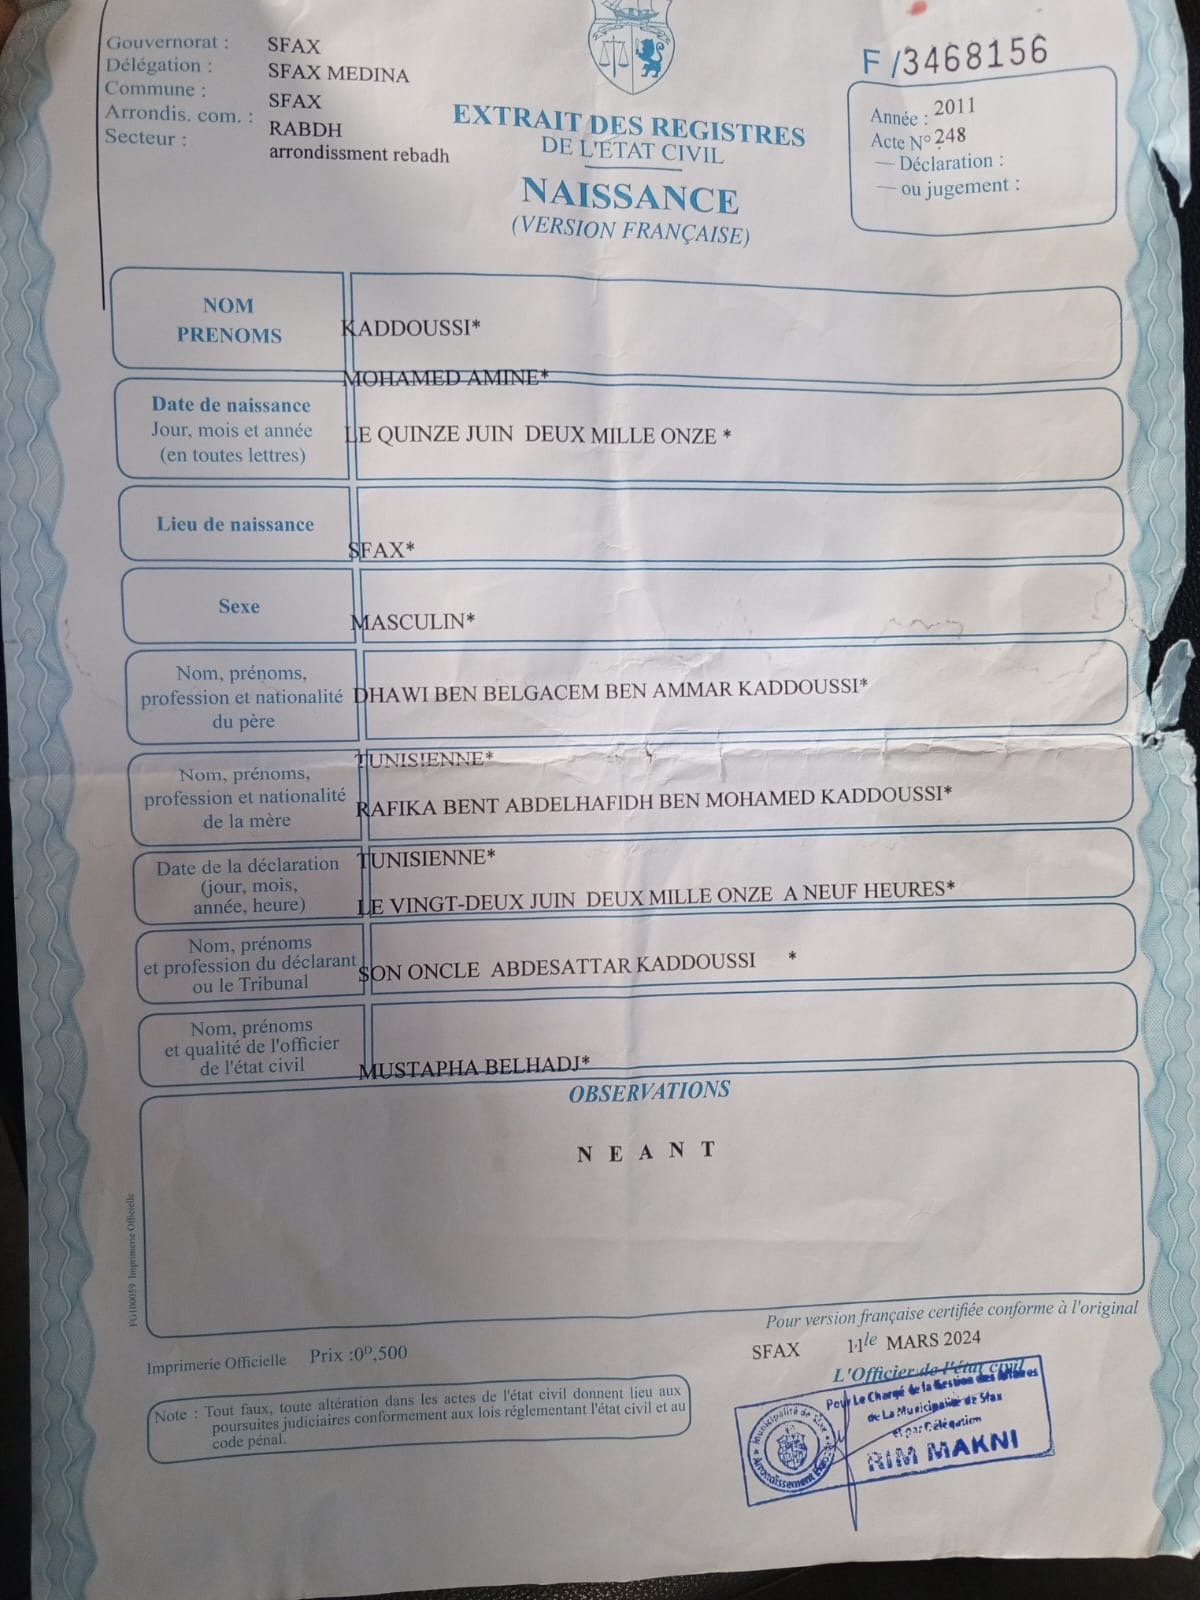 Gouvernorat : SFAX
Délégation : SFAX MEDINA
Commune : SFAX
Arrondis. com. : RABDH
Secteur : arrondissment rebadh
EXTRAIT DES REGISTRES
DE L'ETAT CIVIL
NAISSANCE
(VERSION FRANÇAISE)
F/3468156
Année : 2011
Acte N° 248
— Déclaration :
— ou jugement :
NOM
PRENOMS
KADDOUSSI*
MOHAMED AMINE*
Date de naissance
Jour, mois et année
(en toutes lettres)
LE QUINZE JUIN DEUX MILLE ONZE *
Lieu de naissance
SFAX*
Sexe
MASCULIN*
Nom, prénoms,
profession et nationalité
du père
DHAWI BEN BELGACEM BEN AMMAR KADDOUSSI*
TUNISIENNE*
Nom, prénoms,
profession et nationalité
de la mère
RAFIKA BENT ABDELHAFIDH BEN MOHAMED KADDOUSSI*
TUNISIENNE*
Date de la déclaration
(jour, mois,
année, heure)
LE VINGT-DEUX JUIN DEUX MILLE ONZE A NEUF HEURES*
Nom, prénoms
et profession du déclarant
ou le Tribunal
SON ONCLE ABDESATTAR KADDOUSSI *
Nom, prénoms
et qualité de l'officier
de l'état civil
MUSTAPHA BELHADJ*
OBSERVATIONS
N E A N T
FG100059 Imprimerie Officielle
Pour version française certifiée conforme à l'original
SFAX 11 le MARS 2024
L'Officier de l'état civil
Imprimerie Officielle Prix :0ᴰ,500
Note : Tout faux, toute altération dans les actes de l'état civil donnent lieu aux
poursuites judiciaires conformement aux lois réglementant l'état civil et au
code pénal.
Pour Le Chargé de la Gestion des Affaires
de La Municipalité de Sfax
et par Délégation
RIM MAKNI
Municipalité de Sfax
Arrondissement